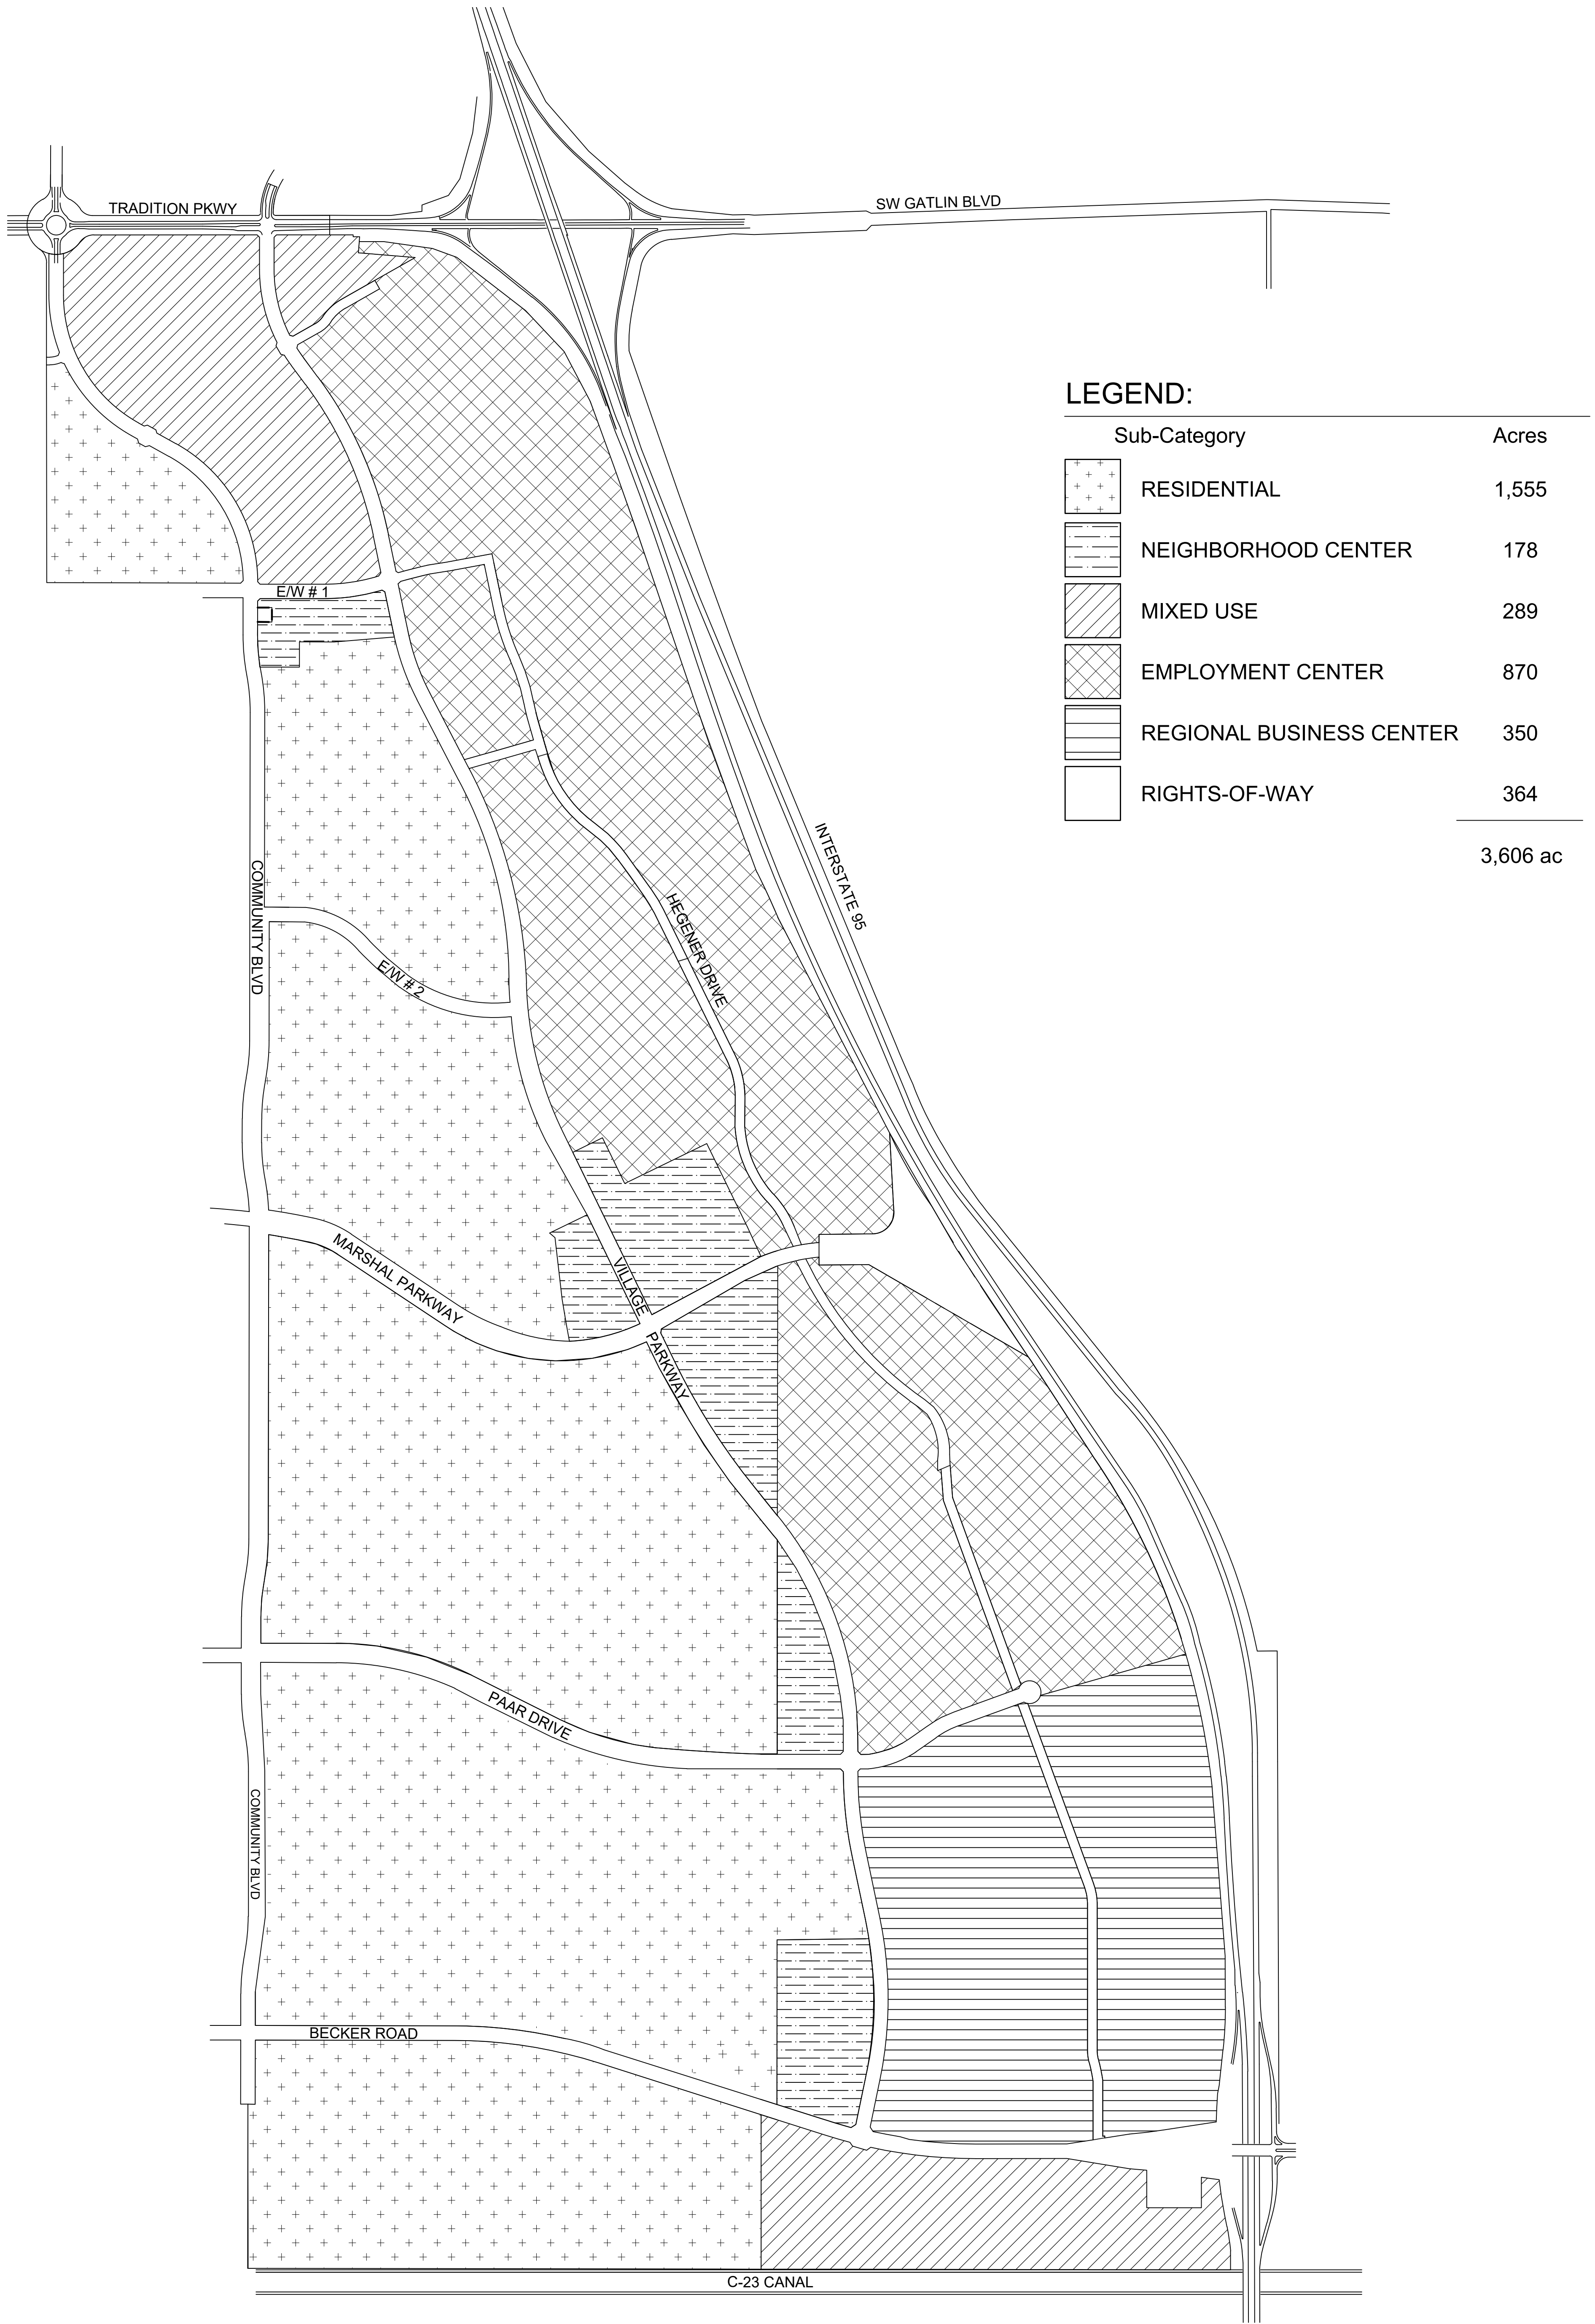 TRADITION PKWY
SW GATLIN BLVD
LEGEND:
Sub-Category Acres
RESIDENTIAL 1,555
NEIGHBORHOOD CENTER 178
MIXED USE 289
EMPLOYMENT CENTER 870
REGIONAL BUSINESS CENTER 350
RIGHTS-OF-WAY 364
3,606 ac
E/W # 1
INTERSTATE 95
COMMUNITY BLVD
HEGENER DRIVE
E/W # 2
MARSHAL PARKWAY
VILLAGE PARKWAY
PAAR DRIVE
COMMUNITY BLVD
BECKER ROAD
C-23 CANAL